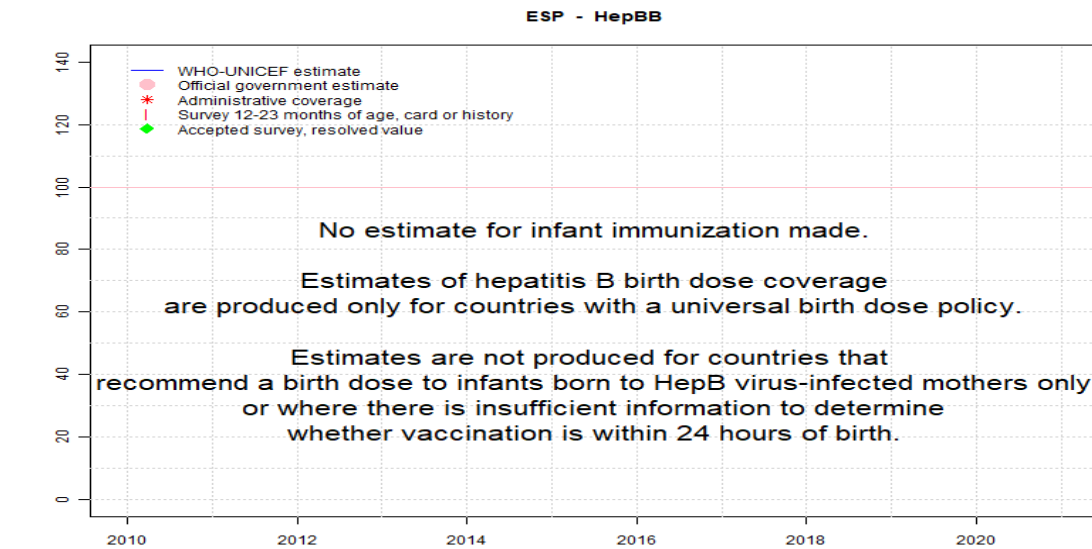 ESP - HepBB
140
120
100
80
60
40
20
0
WHO-UNICEF estimate
Official government estimate
Administrative coverage
Survey 12-23 months of age, card or history
Accepted survey, resolved value
No estimate for infant immunization made.
Estimates of hepatitis B birth dose coverage
are produced only for countries with a universal birth dose policy.
Estimates are not produced for countries that
recommend a birth dose to infants born to HepB virus-infected mothers only
or where there is insufficient information to determine
whether vaccination is within 24 hours of birth.
2010 2012 2014 2016 2018 2020